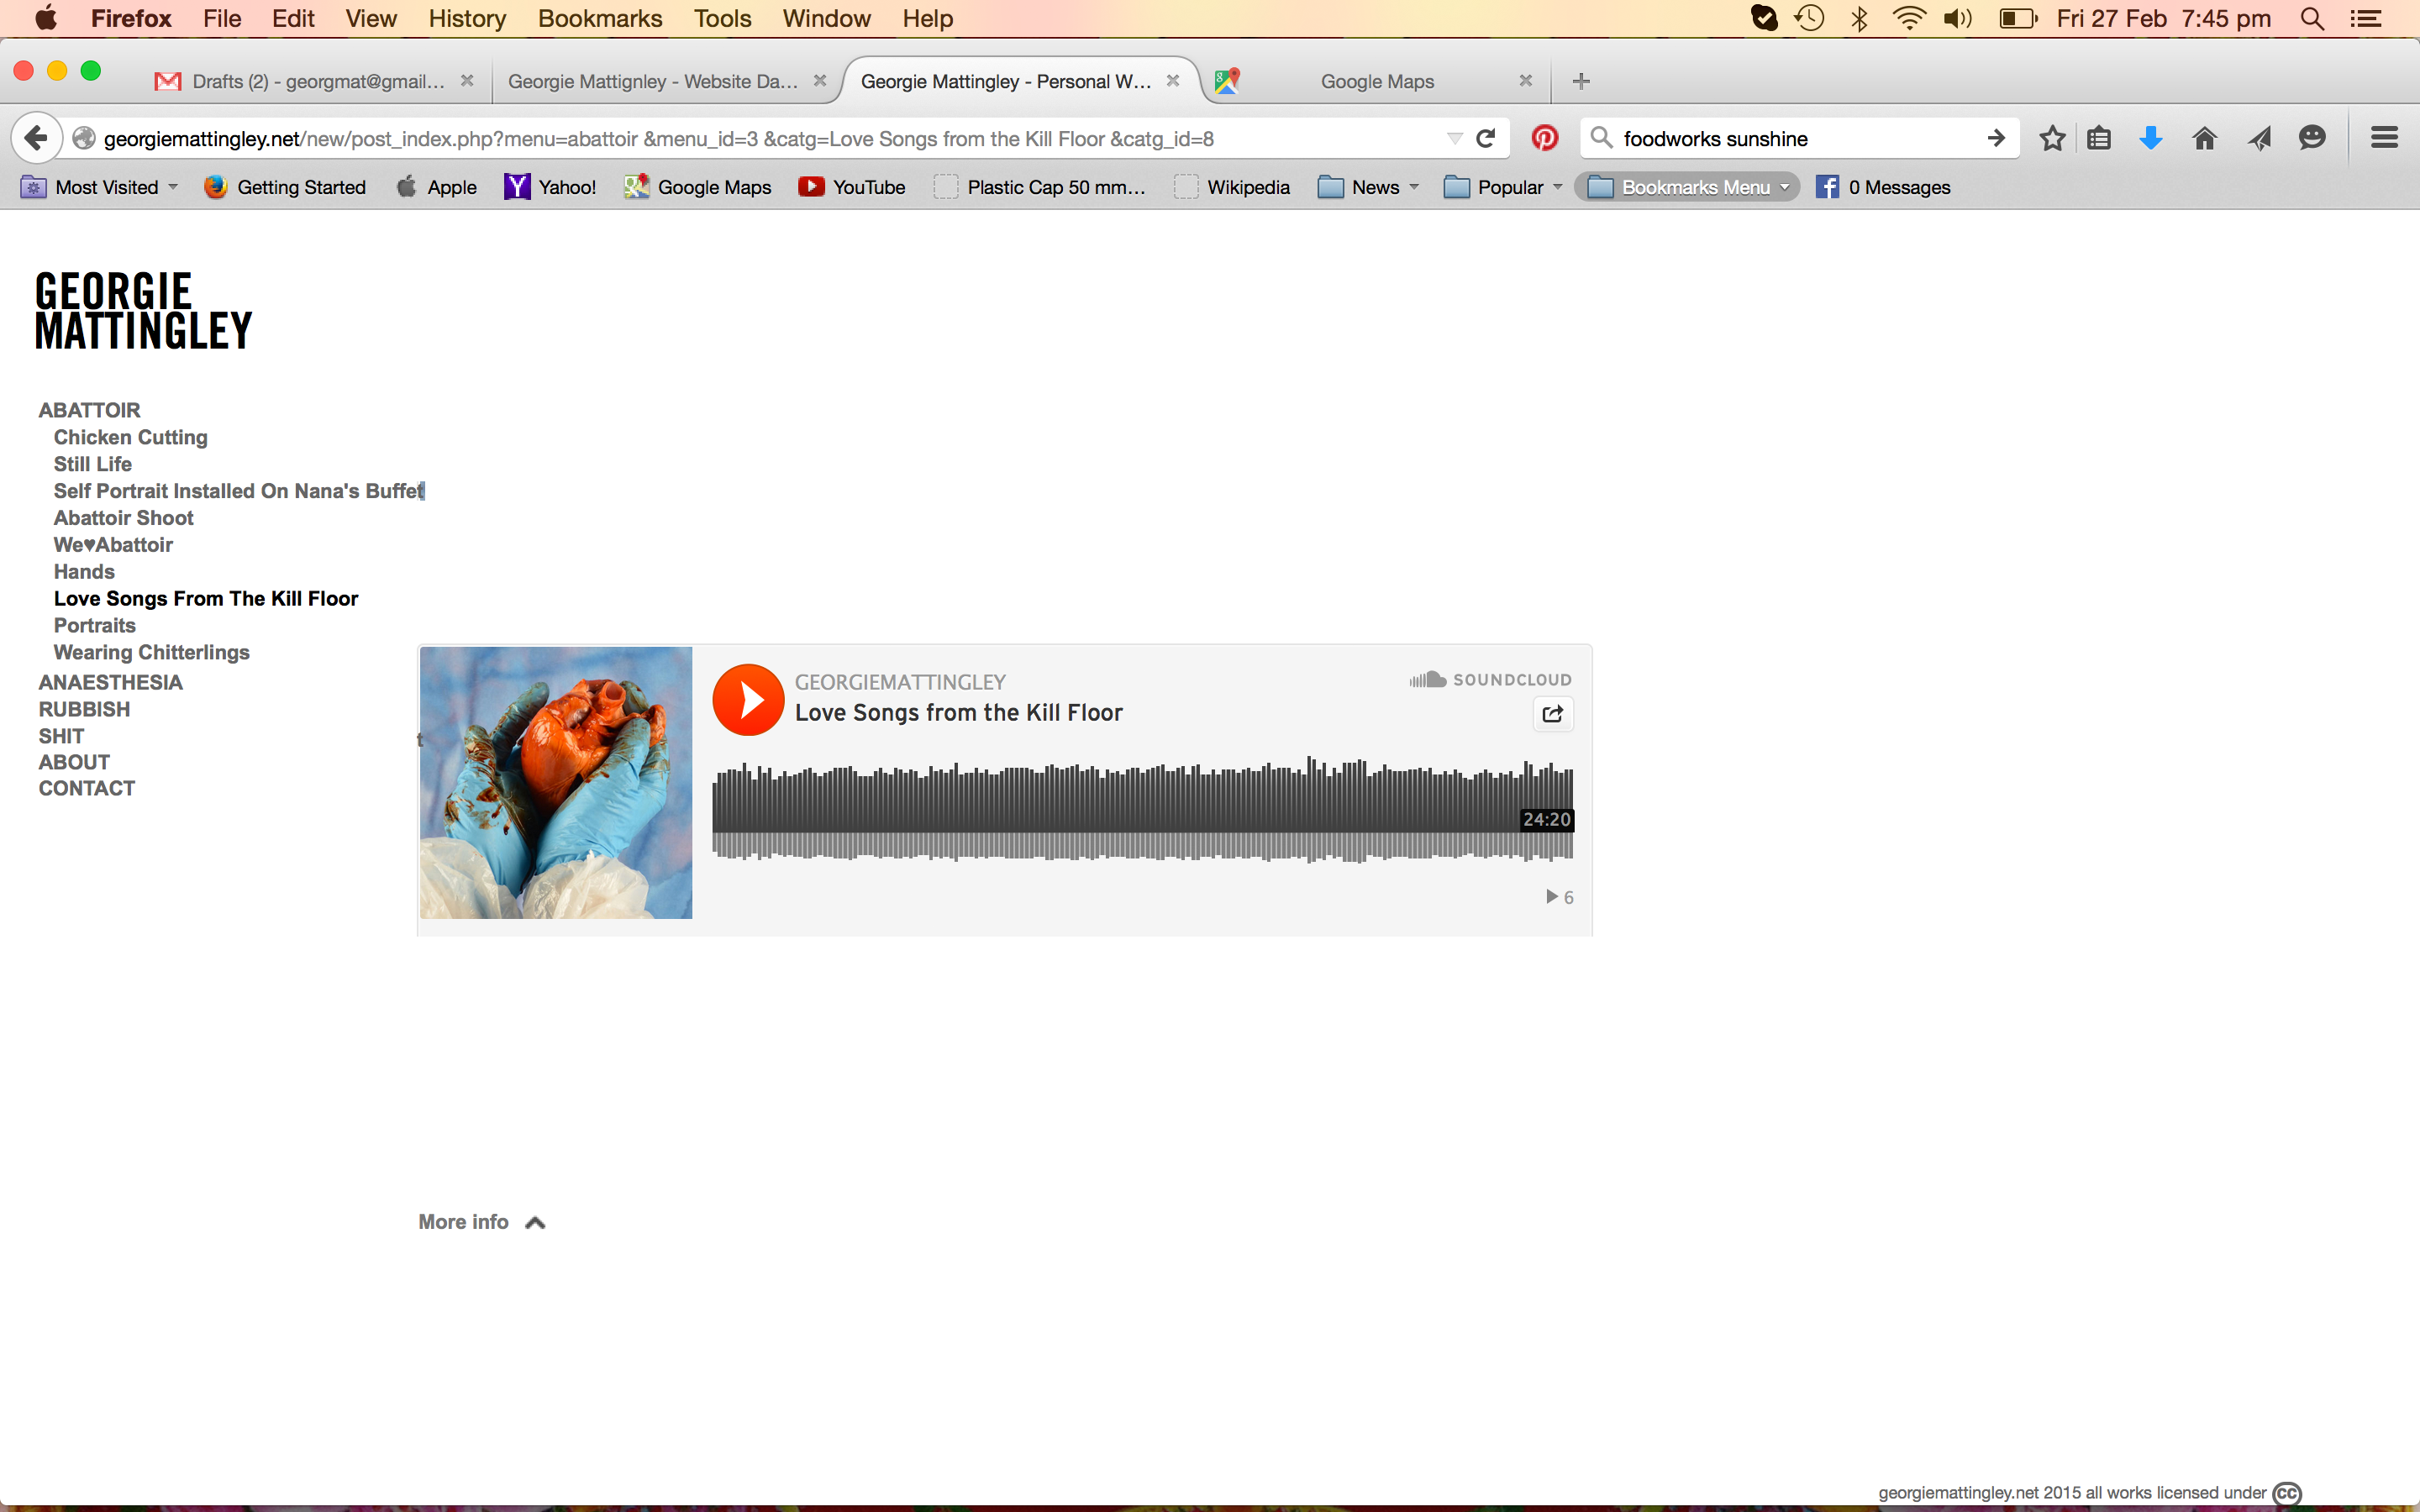 Firefox File Edit View History Bookmarks Tools Window Help Fri 27 Feb 7:45 pm
Drafts (2) - georgmat@gmail... Georgie Mattignley - Website Da... Georgie Mattingley - Personal W... Google Maps
georgiemattingley.net/new/post_index.php?menu=abattoir &menu_id=3 &catg=Love Songs from the Kill Floor &catg_id=8 foodworks sunshine
Most Visited Getting Started Apple Yahoo! Google Maps YouTube Plastic Cap 50 mm... Wikipedia News Popular Bookmarks Menu 0 Messages
GEORGIE
MATTINGLEY
ABATTOIR
Chicken Cutting
Still Life
Self Portrait Installed On Nana's Buffet
Abattoir Shoot
We♥Abattoir
Hands
Love Songs From The Kill Floor
Portraits
Wearing Chitterlings
ANAESTHESIA
RUBBISH
SHIT
ABOUT
CONTACT
t
GEORGIEMATTINGLEY
Love Songs from the Kill Floor
SOUNDCLOUD
24:20
6
More info
georgiemattingley.net 2015 all works licensed under cc